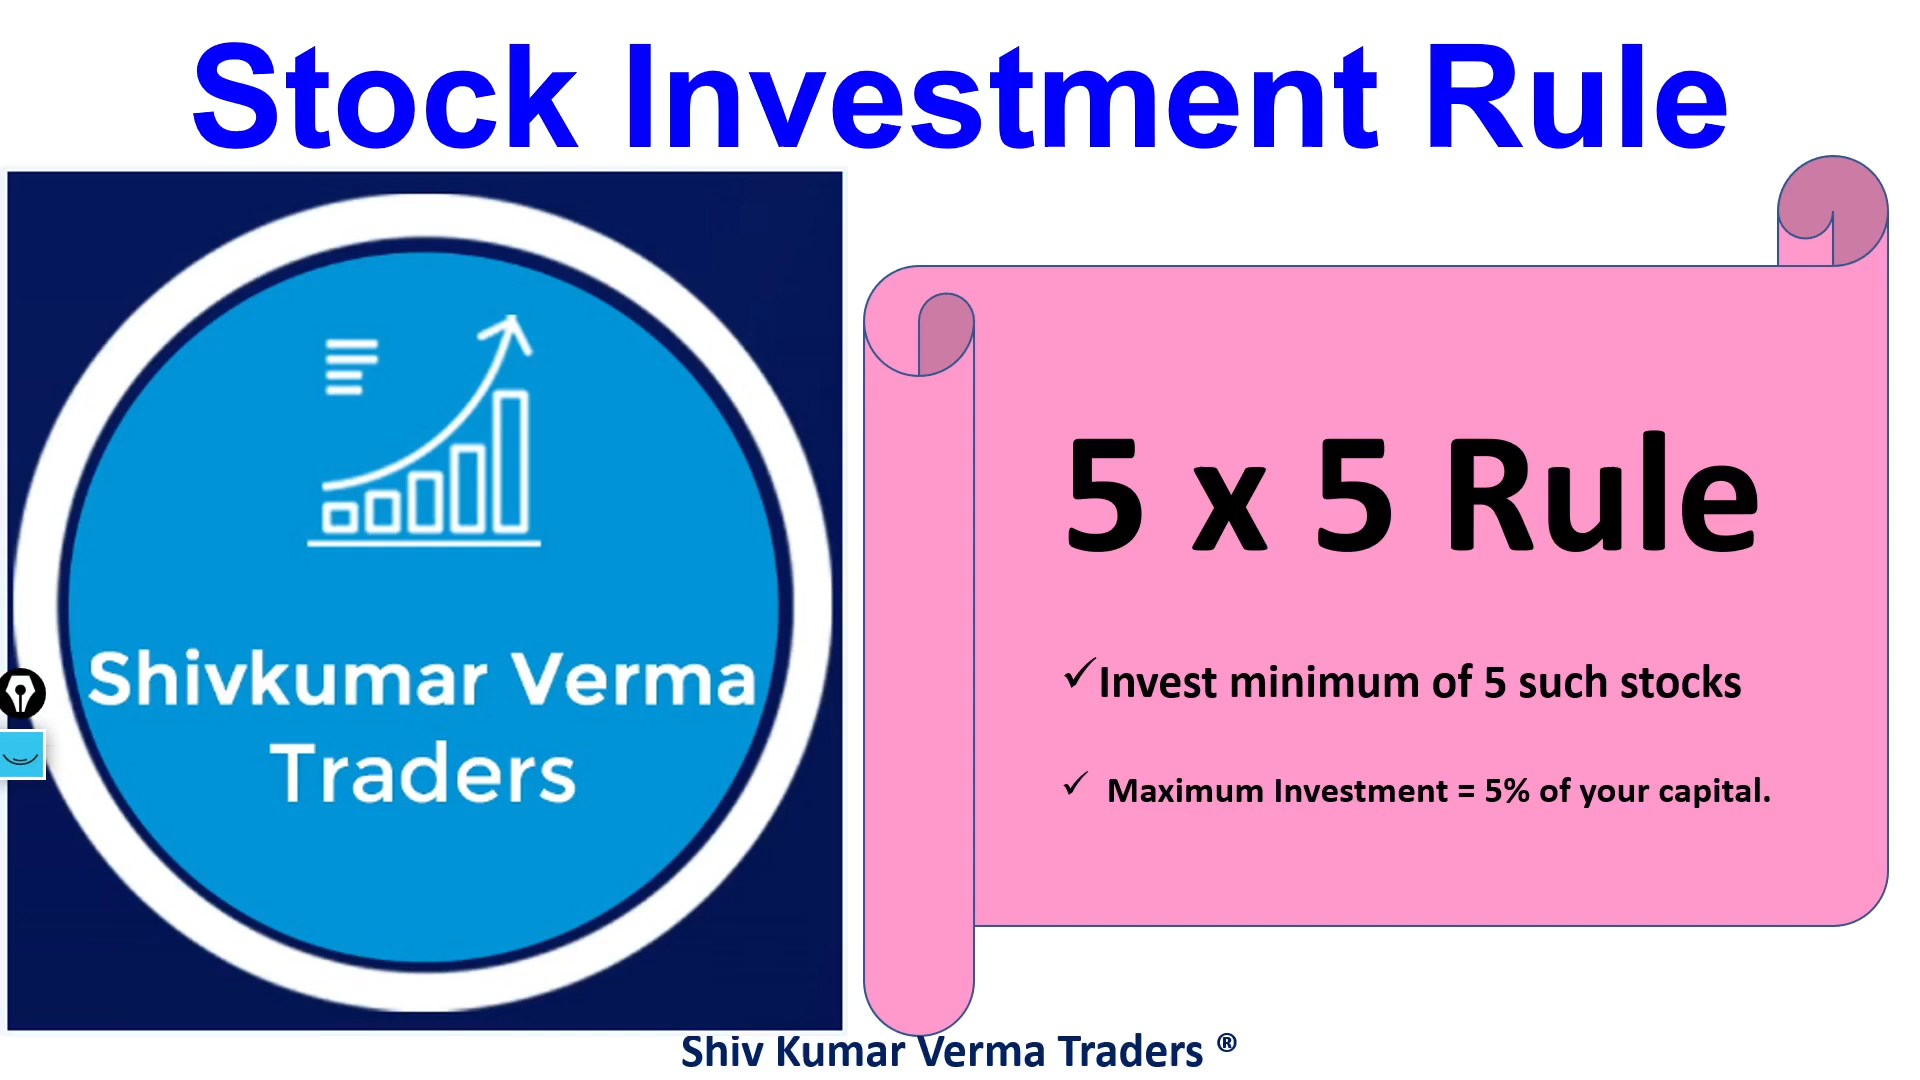 Stock Investment Rule
Shivkumar Verma
Traders
5 x 5 Rule
✓Invest minimum of 5 such stocks
✓ Maximum Investment = 5% of your capital.
Shiv Kumar Verma Traders ®